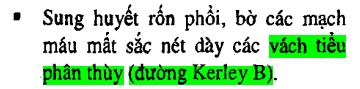 ▪ Sung huyết rốn phổi, bờ các mạch
máu mất sắc nét dày các vách tiểu
phân thùy (đường Kerley B).